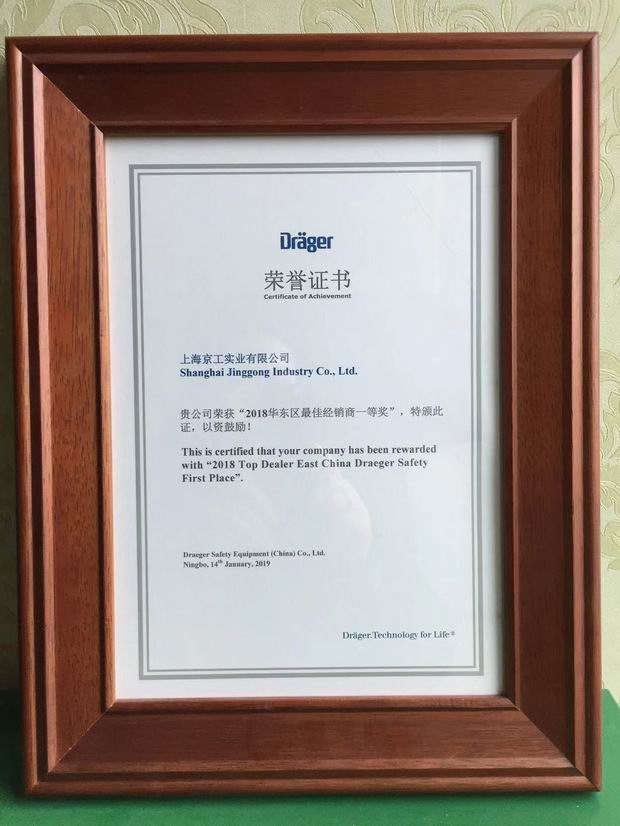 Dräger
荣誉证书
Certificate of Achievement
上海京工实业有限公司
Shanghai Jinggong Industry Co., Ltd.
贵公司荣获“2018华东区最佳经销商一等奖”，特颁此
证，以资鼓励！
This is certified that your company has been rewarded
with “2018 Top Dealer East China Draeger Safety
First Place”.
Draeger Safety Equipment (China) Co., Ltd.
Ningbo, 14th January, 2019
Dräger.Technology for Life®